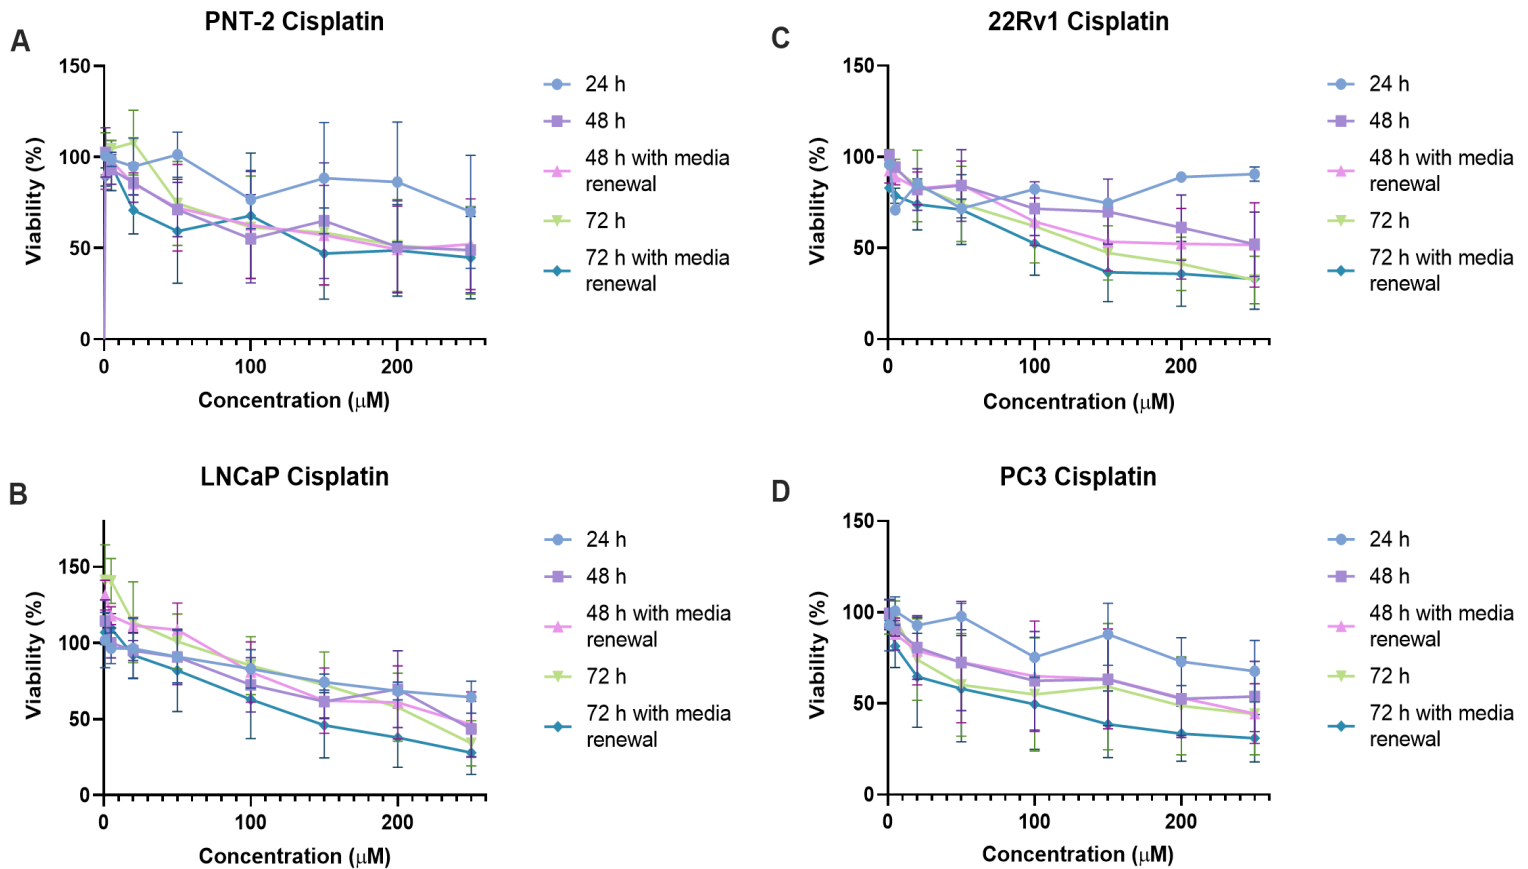 A
PNT-2 Cisplatin
150
100
50
0
0
100
200
Viability (%)
Concentration (μM)
24 h
48 h
48 h with media
renewal
72 h
72 h with media
renewal
C
22Rv1 Cisplatin
150
100
50
0
0
100
200
Viability (%)
Concentration (μM)
24 h
48 h
48 h with media
renewal
72 h
72 h with media
renewal
B
LNCaP Cisplatin
150
100
50
0
0
100
200
Viability (%)
Concentration (μM)
24 h
48 h
48 h with media
renewal
72 h
72 h with media
renewal
D
PC3 Cisplatin
150
100
50
0
0
100
200
Viability (%)
Concentration (μM)
24 h
48 h
48 h with media
renewal
72 h
72 h with media
renewal